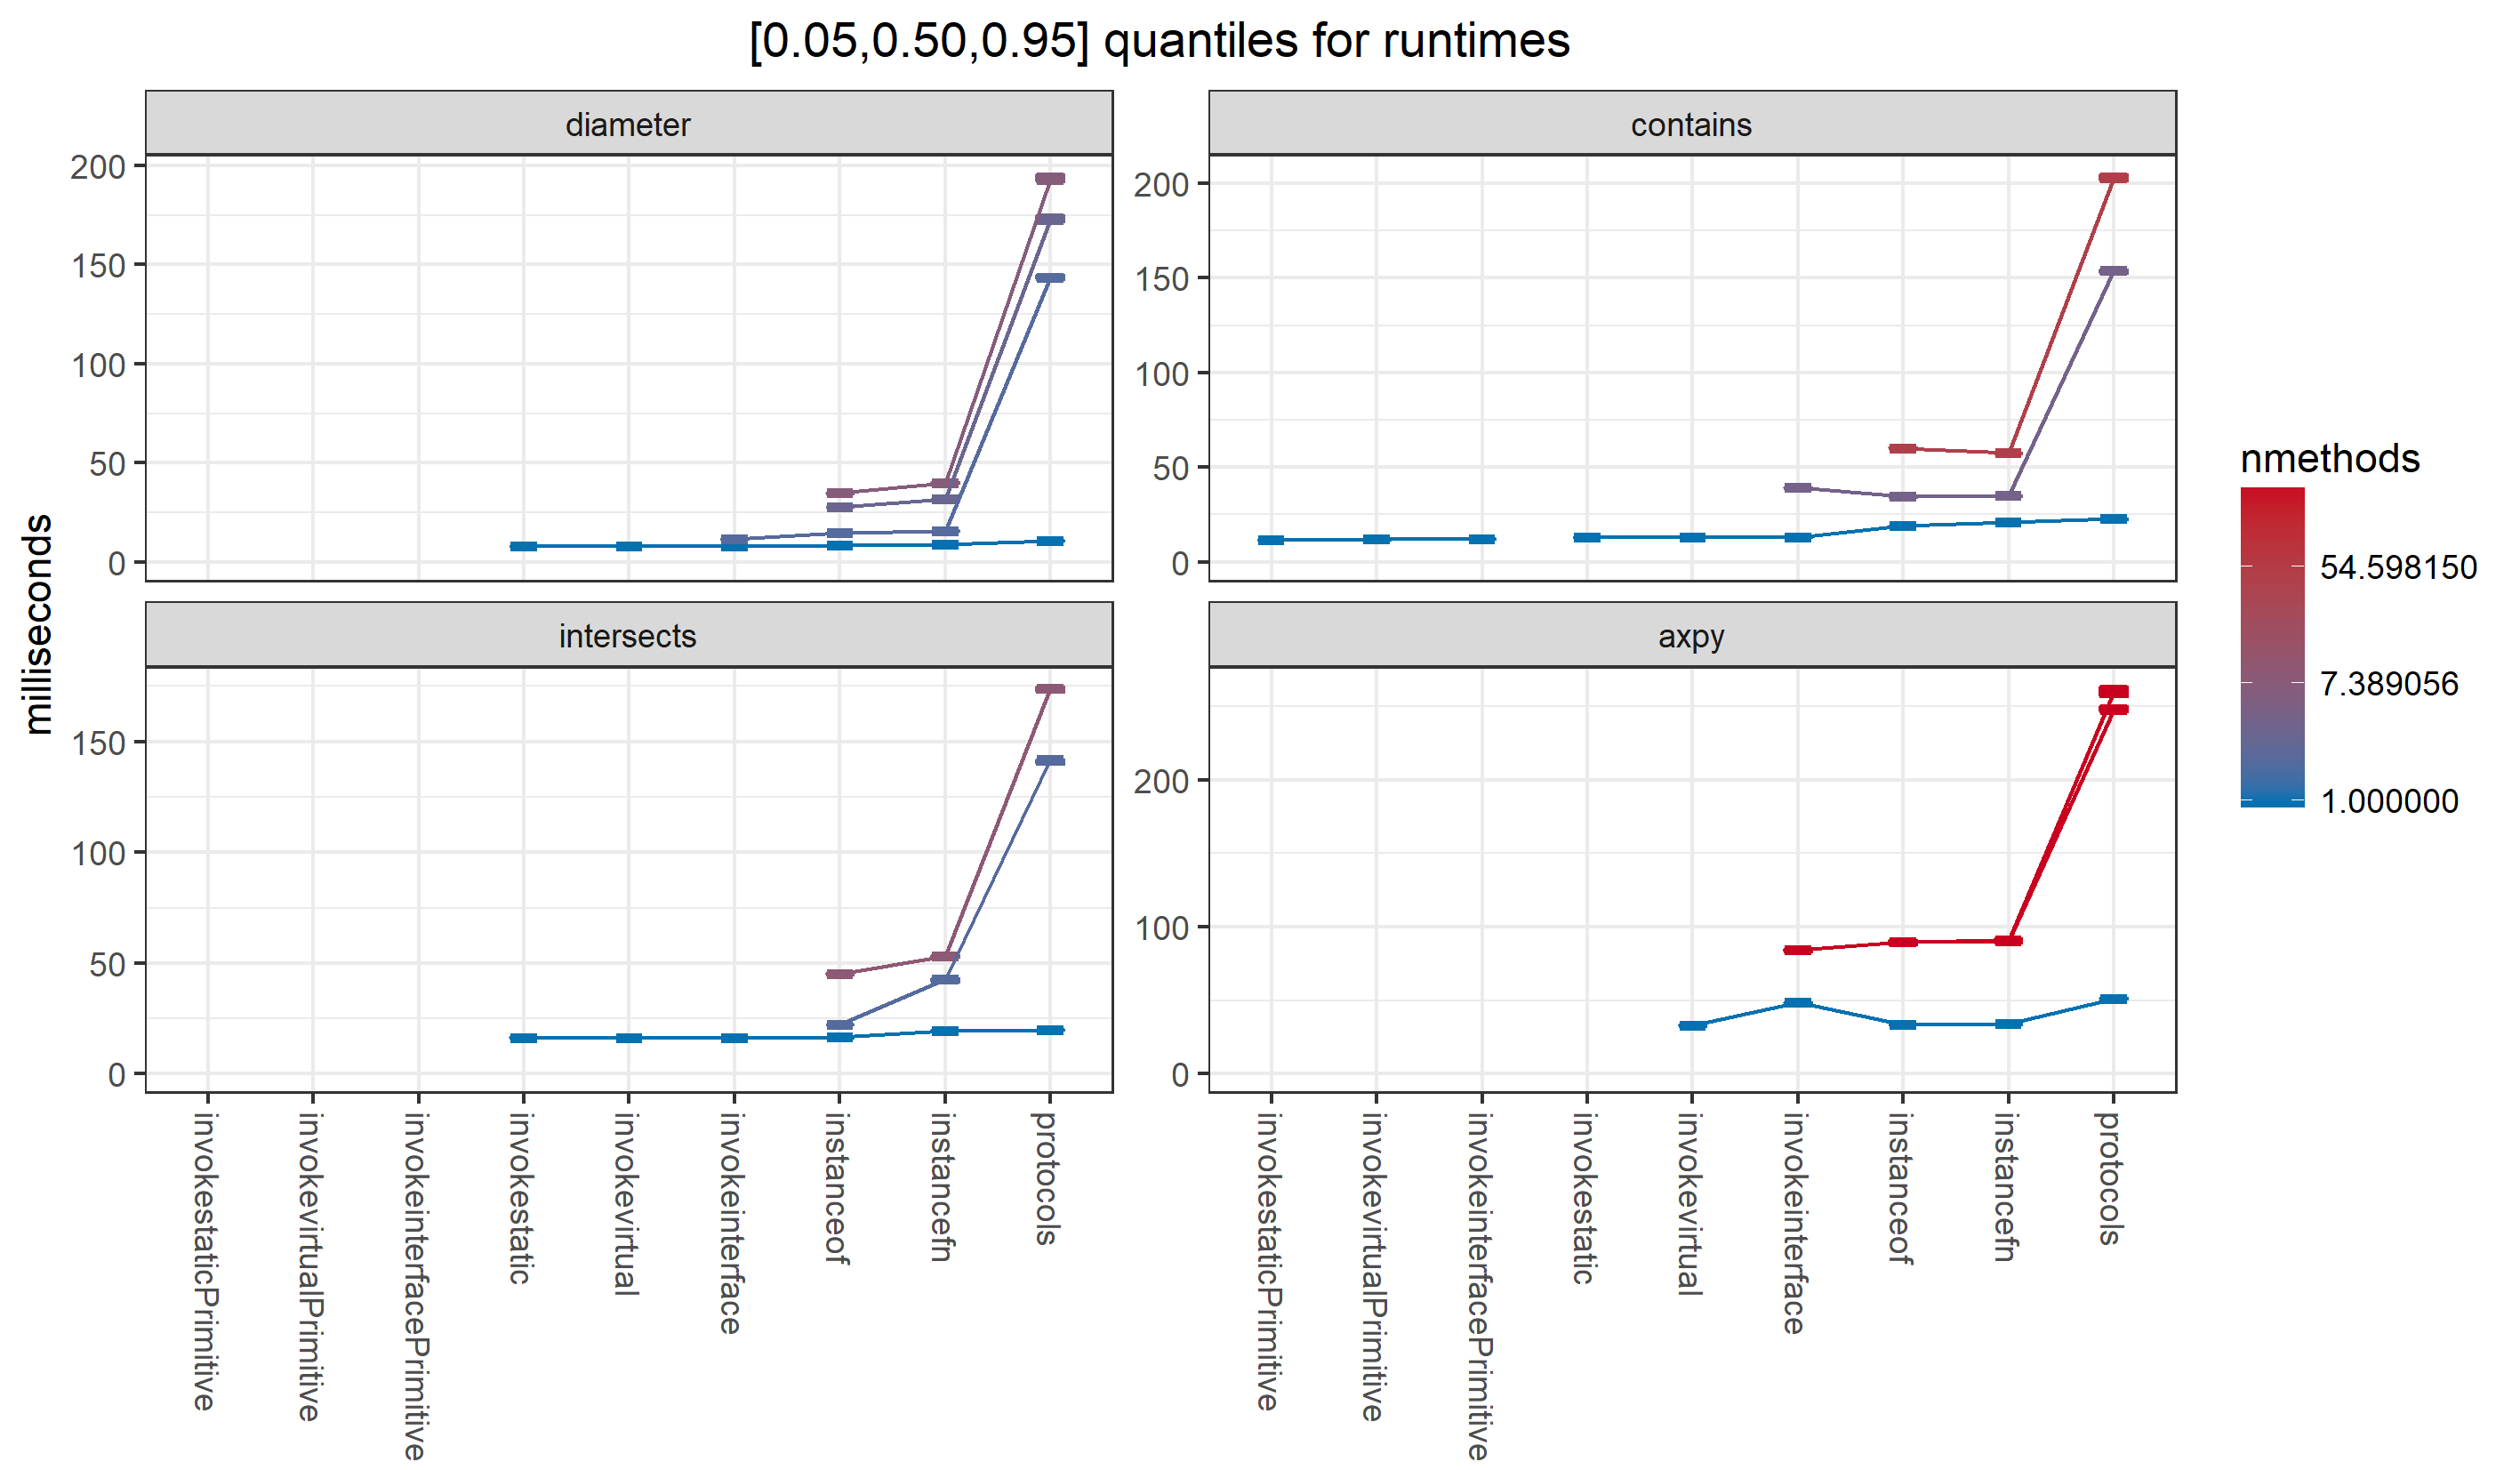 [0.05,0.50,0.95] quantiles for runtimes
milliseconds
diameter
200
150
100
50
0
contains
200
150
100
50
0
intersects
150
100
50
0
axpy
200
100
0
invokestaticPrimitive
invokevirtualPrimitive
invokeinterfacePrimitive
invokestatic
invokevirtual
invokeinterface
instanceof
instancefn
protocols
invokestaticPrimitive
invokevirtualPrimitive
invokeinterfacePrimitive
invokestatic
invokevirtual
invokeinterface
instanceof
instancefn
protocols
nmethods
54.598150
7.389056
1.000000